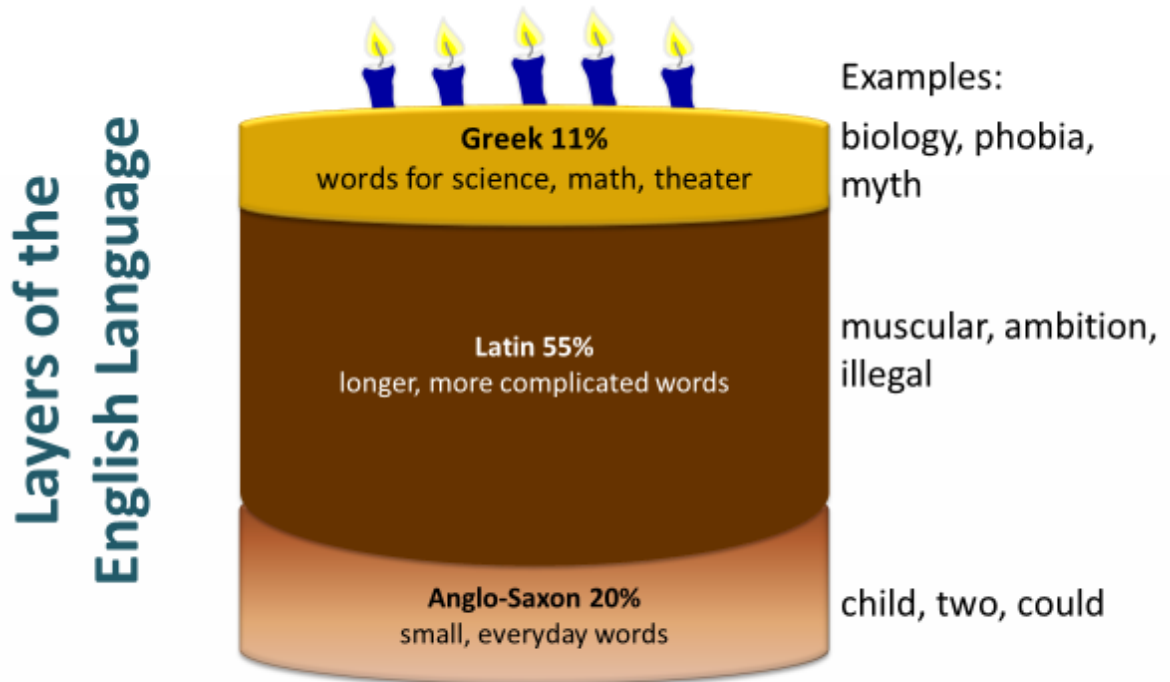 Layers of the
English Language
Greek 11%
words for science, math, theater
Latin 55%
longer, more complicated words
Anglo-Saxon 20%
small, everyday words
Examples:
biology, phobia,
myth
muscular, ambition,
illegal
child, two, could